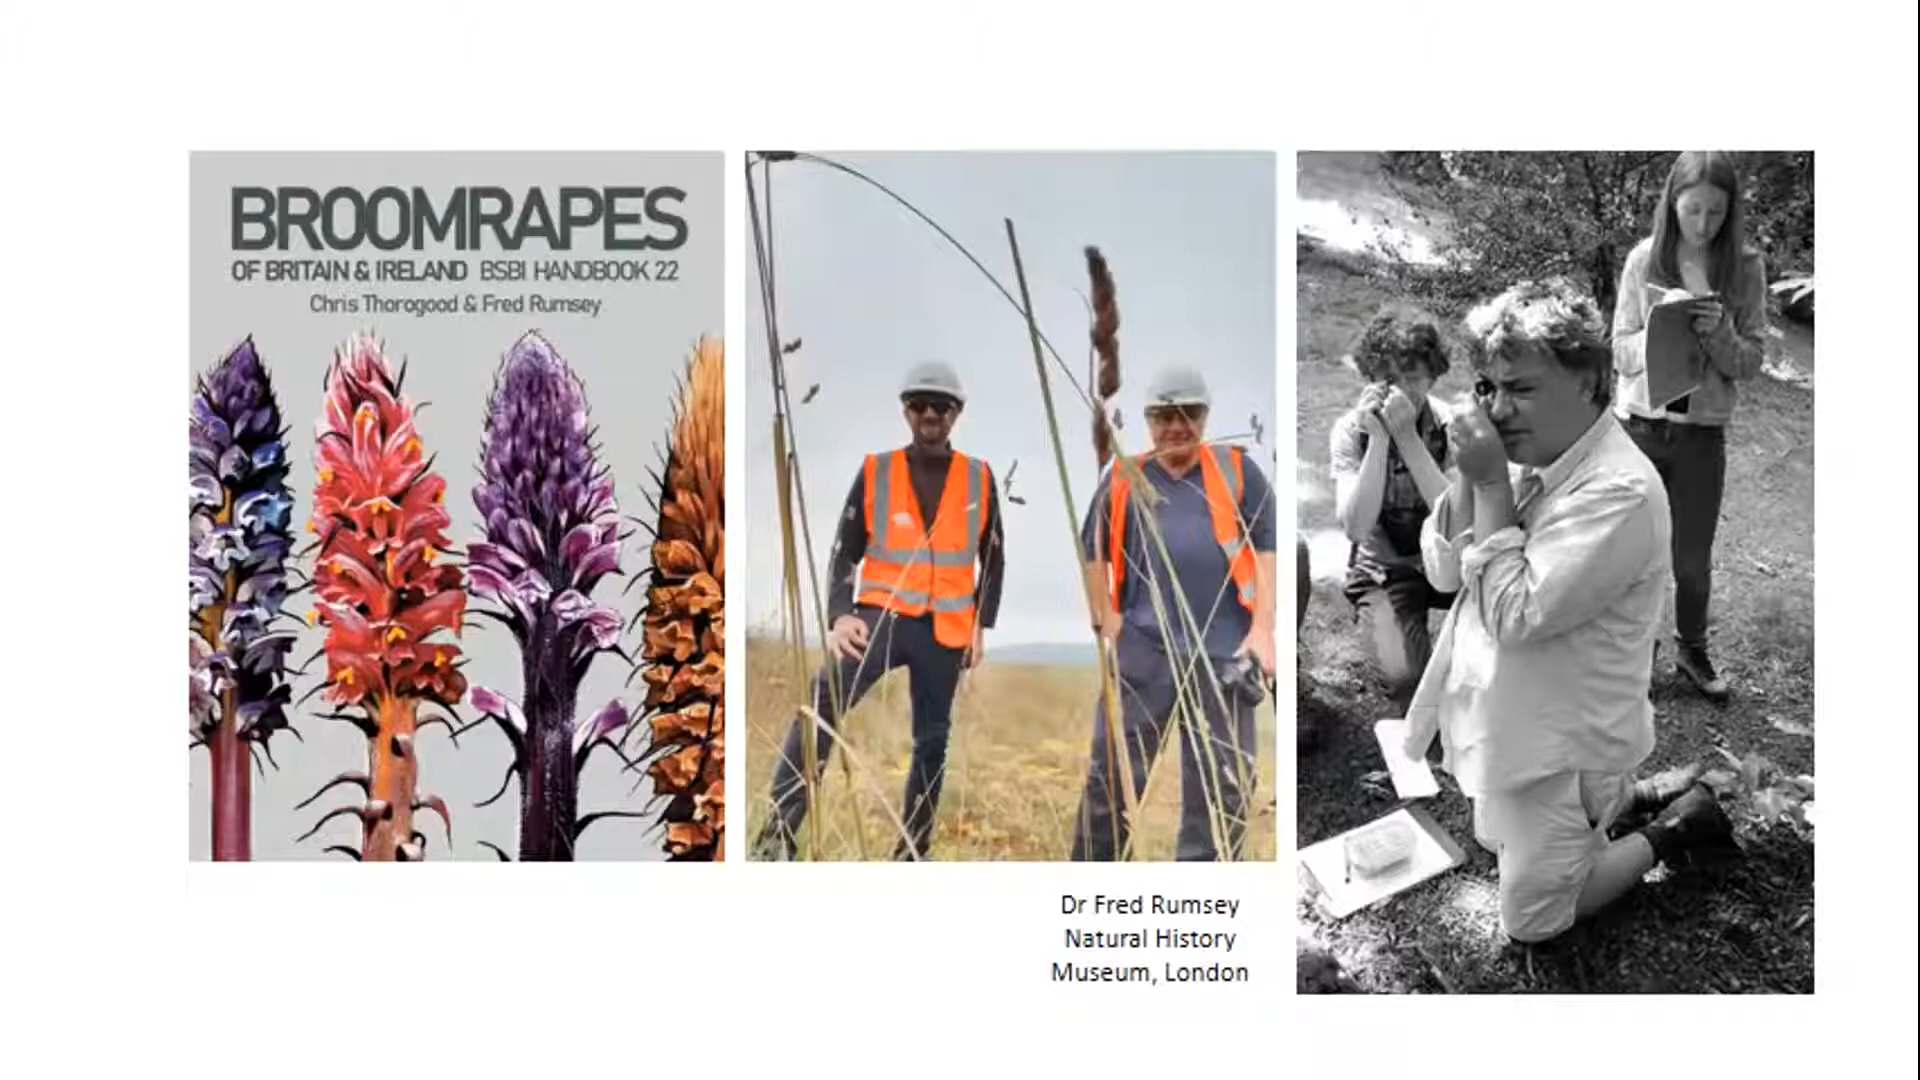 BROOMRAPES
OF BRITAIN & IRELAND BSBI HANDBOOK 22
Chris Thorogood & Fred Rumsey
Dr Fred Rumsey
Natural History
Museum, London